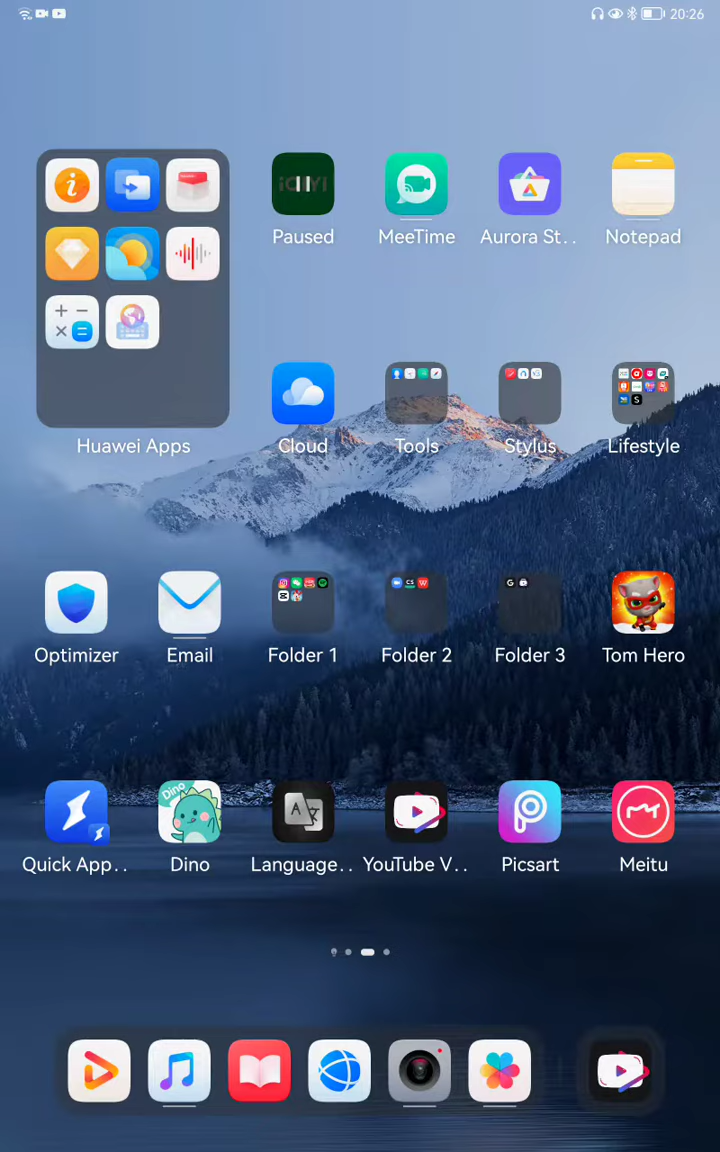 20:26
Paused
MeeTime
Aurora St..
Notepad
Huawei Apps
Cloud
Tools
Stylus
Lifestyle
Optimizer
Email
Folder 1
Folder 2
Folder 3
Tom Hero
Quick App..
Dino
Dino
Language..
YouTube V..
Picsart
Meitu